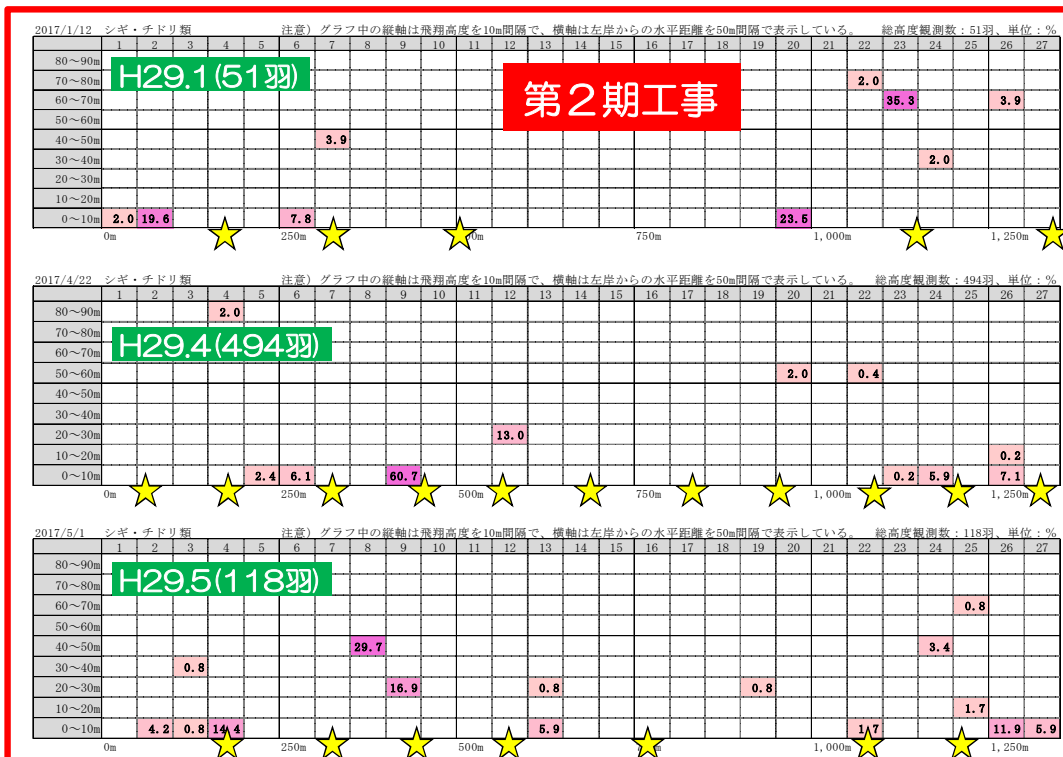 2017/1/12 シギ・チドリ類 注意）グラフ中の縦軸は飛翔高度を10m間隔で、横軸は左岸からの水平距離を50m間隔で表示している。 総高度観測数：51羽、単位：％
1 2 3 4 5 6 7 8 9 10 11 12 13 14 15 16 17 18 19 20 21 22 23 24 25 26 27
H29.1(51羽)
第２期工事
80～90m
70～80m 2.0
60～70m 35.3 3.9
50～60m
40～50m 3.9
30～40m 2.0
20～30m
10～20m
0～10m 2.0 19.6 7.8 23.5
0m 250m 750m 1,000m 1,250m
2017/4/22 シギ・チドリ類 注意）グラフ中の縦軸は飛翔高度を10m間隔で、横軸は左岸からの水平距離を50m間隔で表示している。 総高度観測数：494羽、単位：％
1 2 3 4 5 6 7 8 9 10 11 12 13 14 15 16 17 18 19 20 21 22 23 24 25 26 27
80～90m 2.0
H29.4(494羽)
70～80m
60～70m
50～60m 2.0 0.4
40～50m
30～40m
20～30m 13.0
10～20m 0.2
0～10m 2.4 6.1 60.7 0.2 5.9 7.1
0m 250m 500m 750m 1,000m 1,250m
2017/5/1 シギ・チドリ類 注意）グラフ中の縦軸は飛翔高度を10m間隔で、横軸は左岸からの水平距離を50m間隔で表示している。 総高度観測数：118羽、単位：％
1 2 3 4 5 6 7 8 9 10 11 12 13 14 15 16 17 18 19 20 21 22 23 24 25 26 27
80～90m
H29.5(118羽)
70～80m
60～70m 0.8
50～60m
40～50m 29.7 3.4
30～40m 0.8
20～30m 16.9 0.8 0.8
10～20m 1.7
0～10m 4.2 0.8 14.4 5.9 1.7 11.9 5.9
0m 250m 500m 1,000m 1,250m